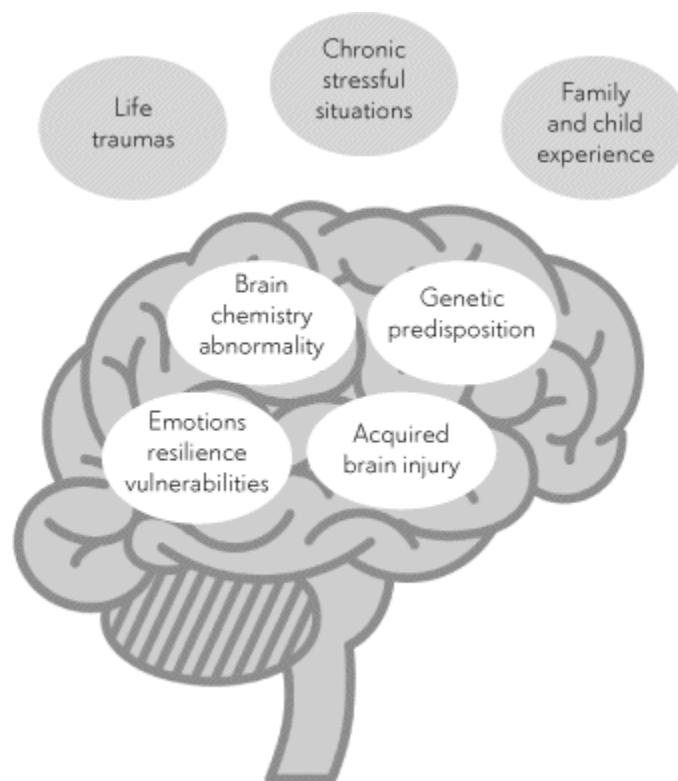 Life
traumas
Chronic
stressful
situations
Family
and child
experience
Brain
chemistry
abnormality
Genetic
predisposition
Emotions
resilience
vulnerabilities
Acquired
brain injury